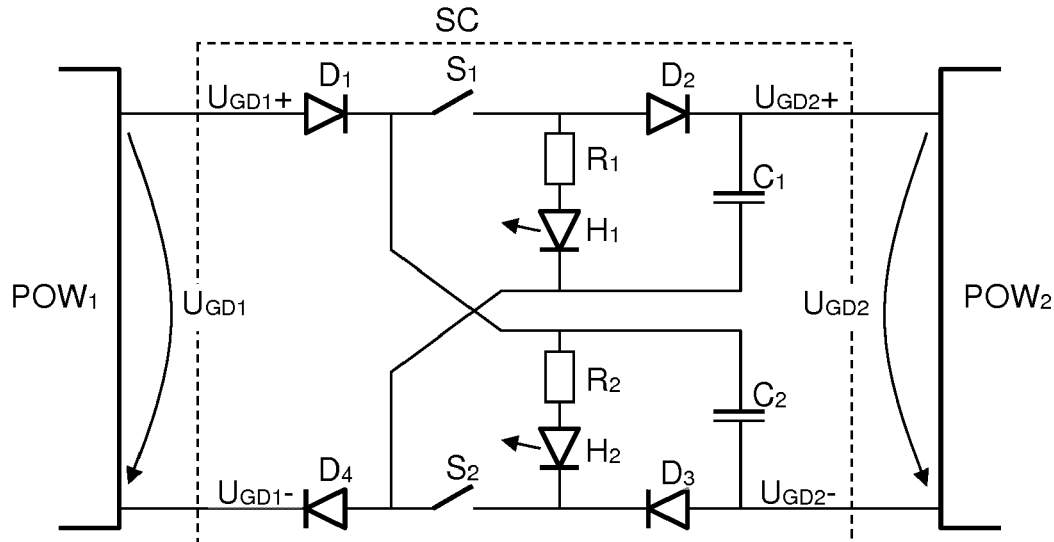 SC
D1 S1 D2
UGD1+ UGD2+
R1 C1
H1
POW1 UGD1 UGD2 POW2
R2 C2
H2
D4 S2 D3
UGD1- UGD2-